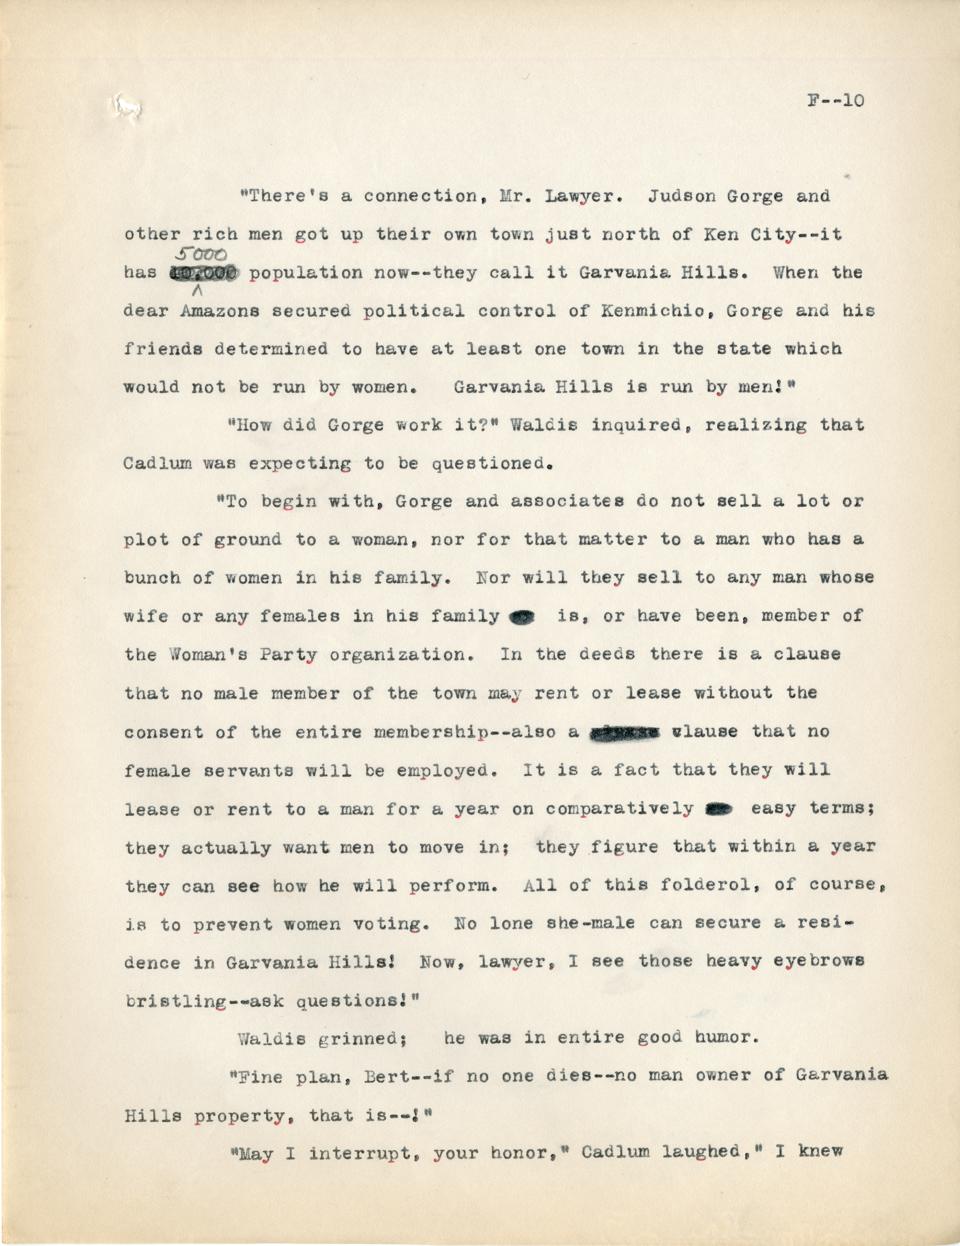 F--10
"There's a connection, Mr. Lawyer. Judson Gorge and
other rich men got up their own town just north of Ken City--it
5000
has 10,000 population now--they call it Garvania Hills. When the
dear Amazons secured political control of Kenmichio, Gorge and his
friends determined to have at least one town in the state which
would not be run by women. Garvania Hills is run by men!"
"How did Gorge work it?" Waldis inquired, realizing that
Cadlum was expecting to be questioned.
"To begin with, Gorge and associates do not sell a lot or
plot of ground to a woman, nor for that matter to a man who has a
bunch of women in his family. Nor will they sell to any man whose
wife or any females in his family is, or have been, member of
the Woman's Party organization. In the deeds there is a clause
that no male member of the town may rent or lease without the
consent of the entire membership--also a clause that no
female servants will be employed. It is a fact that they will
lease or rent to a man for a year on comparatively easy terms;
they actually want men to move in; they figure that within a year
they can see how he will perform. All of this folderol, of course,
is to prevent women voting. No lone she-male can secure a resi-
dence in Garvania Hills! Now, lawyer, I see those heavy eyebrows
bristling--ask questions!"
Waldis grinned; he was in entire good humor.
"Fine plan, Bert--if no one dies--no man owner of Garvania
Hills property, that is--!"
"May I interrupt, your honor," Cadlum laughed," I knew